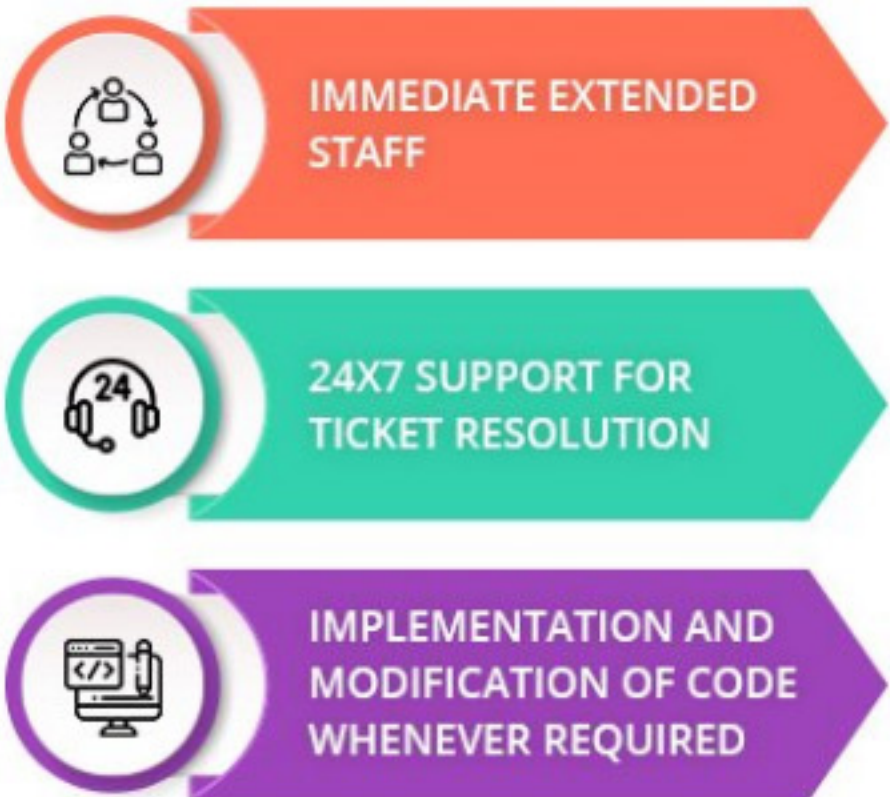 IMMEDIATE EXTENDED
STAFF
24
24X7 SUPPORT FOR
TICKET RESOLUTION
</>
IMPLEMENTATION AND
MODIFICATION OF CODE
WHENEVER REQUIRED